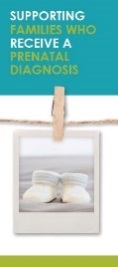 SUPPORTING
FAMILIES WHO
RECEIVE A
PRENATAL
DIAGNOSIS